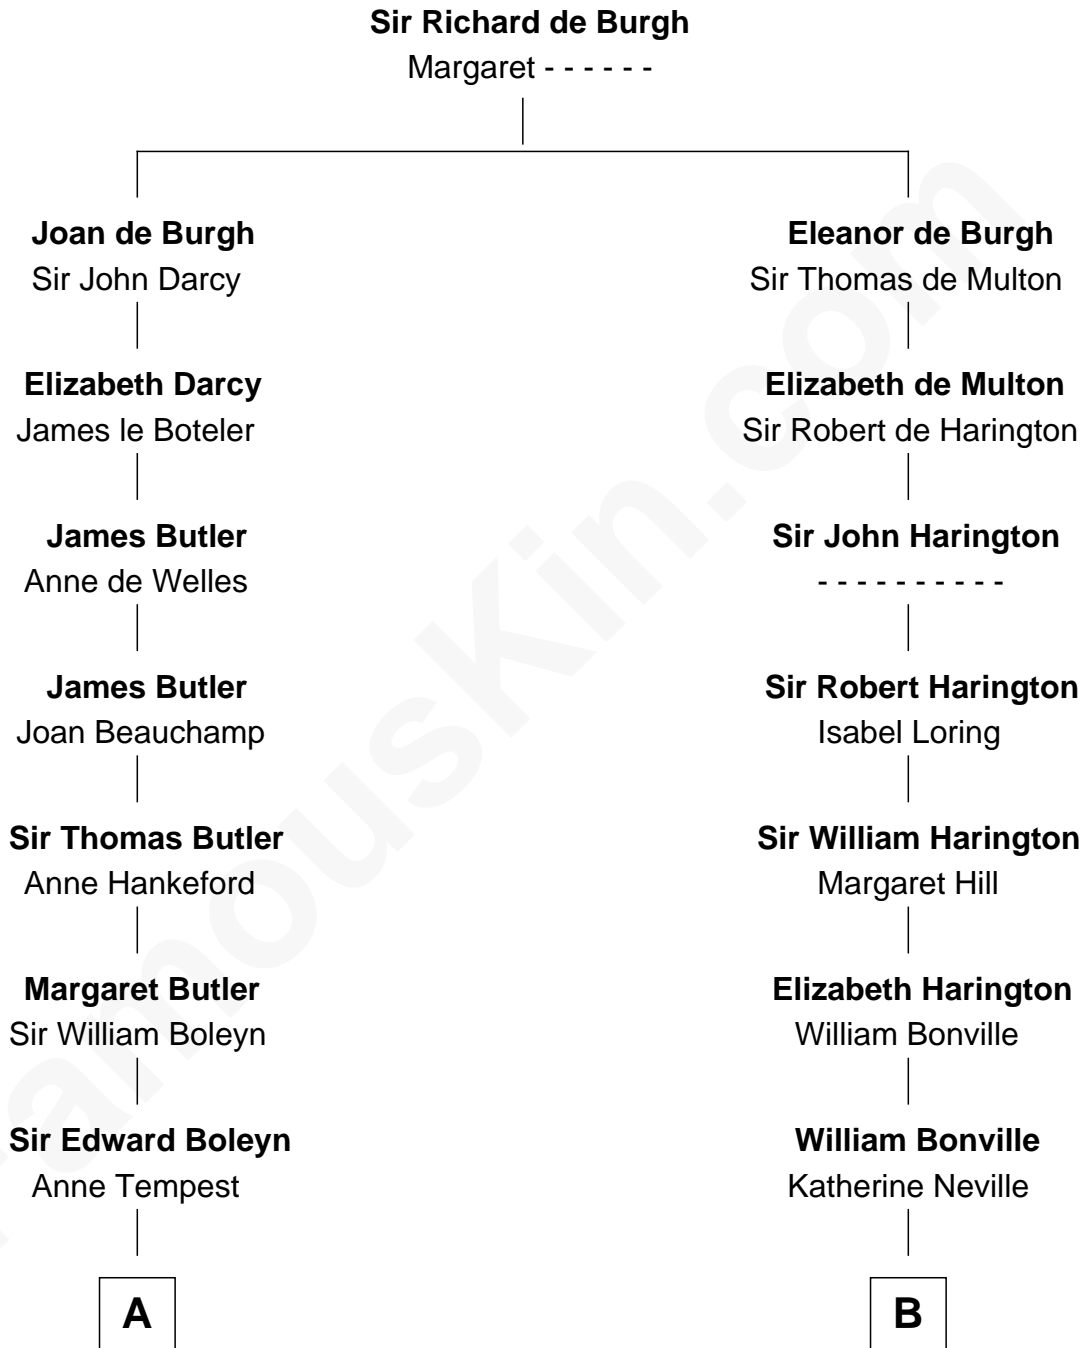 Sir Richard de Burgh
Margaret - - - - - -
Joan de Burgh
Sir John Darcy
Eleanor de Burgh
Sir Thomas de Multon
Elizabeth Darcy
James le Boteler
Elizabeth de Multon
Sir Robert de Harington
James Butler
Anne de Welles
Sir John Harington
- - - - - - - - - -
James Butler
Joan Beauchamp
Sir Robert Harington
Isabel Loring
Sir Thomas Butler
Anne Hankeford
Sir William Harington
Margaret Hill
Margaret Butler
Sir William Boleyn
Elizabeth Harington
William Bonville
Sir Edward Boleyn
Anne Tempest
William Bonville
Katherine Neville
A
B
FamousKin.com